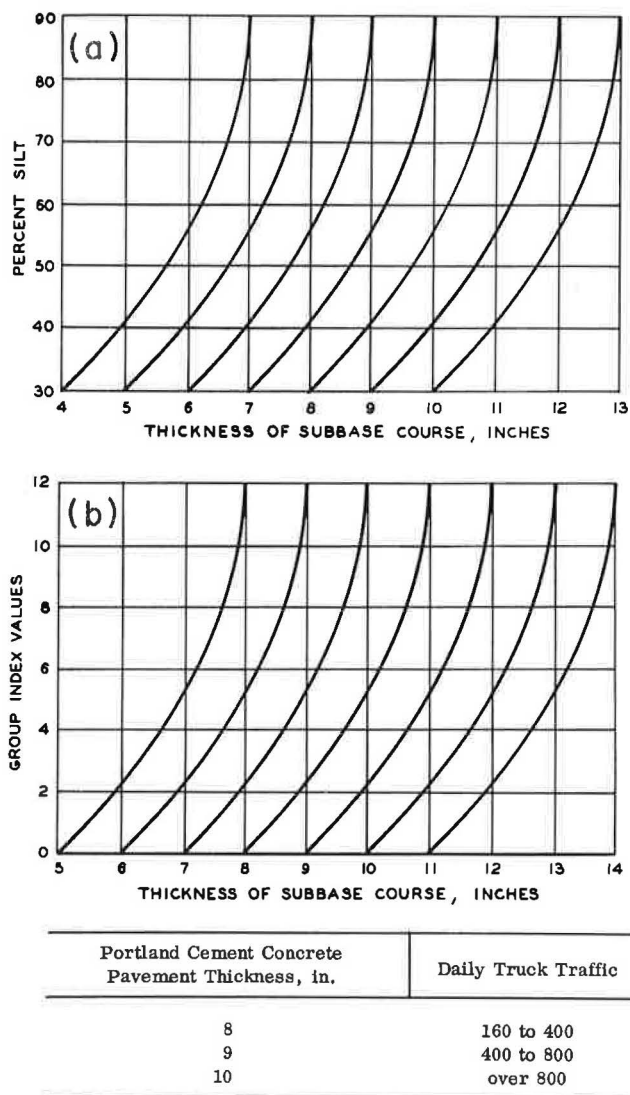 90
(a)
80
70
60
50
40
30
PERCENT SILT
4 5 6 7 8 9 10 11 12 13
THICKNESS OF SUBBASE COURSE, INCHES
12
(b)
10
8
6
4
2
0
GROUP INDEX VALUES
5 6 7 8 9 10 11 12 13 14
THICKNESS OF SUBBASE COURSE, INCHES
Portland Cement Concrete
Pavement Thickness, in.
Daily Truck Traffic
8 160 to 400
9 400 to 800
10 over 800